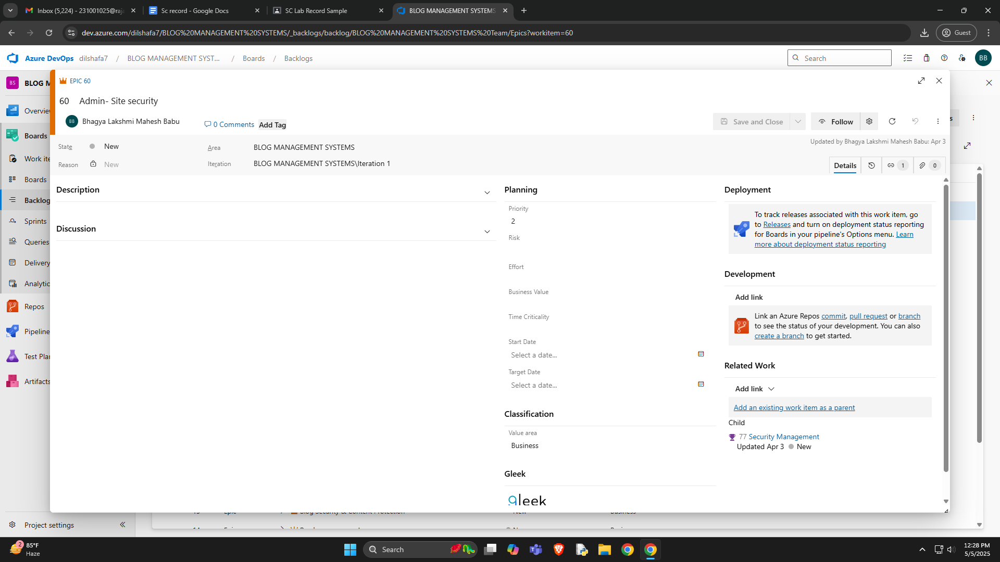 Inbox (5,224) - 231001025@raja
Sc record - Google Docs
SC Lab Record Sample
BLOG MANAGEMENT SYSTEMS
dev.azure.com/dilshafa7/BLOG%20MANAGEMENT%20SYSTEMS/_backlogs/backlog/BLOG%20MANAGEMENT%20SYSTEMS%20Team/Epics?workitem=60
Guest
Azure DevOps dilshafa7 / BLOG MANAGEMENT SYST... / Boards / Backlogs
Search
BB
BS BLOG M
Overvie
Boards
Work ite
Boards
Backlog
Sprints
Queries
Delivery
Analytic
Repos
Pipeline
Test Plan
Artifacts
Project settings
EPIC 60
60 Admin- Site security
BB Bhagya Lakshmi Mahesh Babu
0 Comments
Add Tag
Save and Close
Follow
State New
Area BLOG MANAGEMENT SYSTEMS
Updated by Bhagya Lakshmi Mahesh Babu: Apr 3
Reason New
Iteration BLOG MANAGEMENT SYSTEMS\Iteration 1
Details
1
0
Description
Discussion
Planning
Priority
2
Risk
Effort
Business Value
Time Criticality
Start Date
Select a date...
Target Date
Select a date...
Classification
Value area
Business
Gleek
gleek
Deployment
To track releases associated with this work item, go
to Releases and turn on deployment status reporting
for Boards in your pipeline's Options menu. Learn
more about deployment status reporting
Development
Add link
Link an Azure Repos commit, pull request or branch
to see the status of your development. You can also
create a branch to get started.
Related Work
Add link
Add an existing work item as a parent
Child
77 Security Management
Updated Apr 3 New
Epic Blog Security & Content Protection New Business
2
85°F
Haze
Search
12:28 PM
5/5/2025